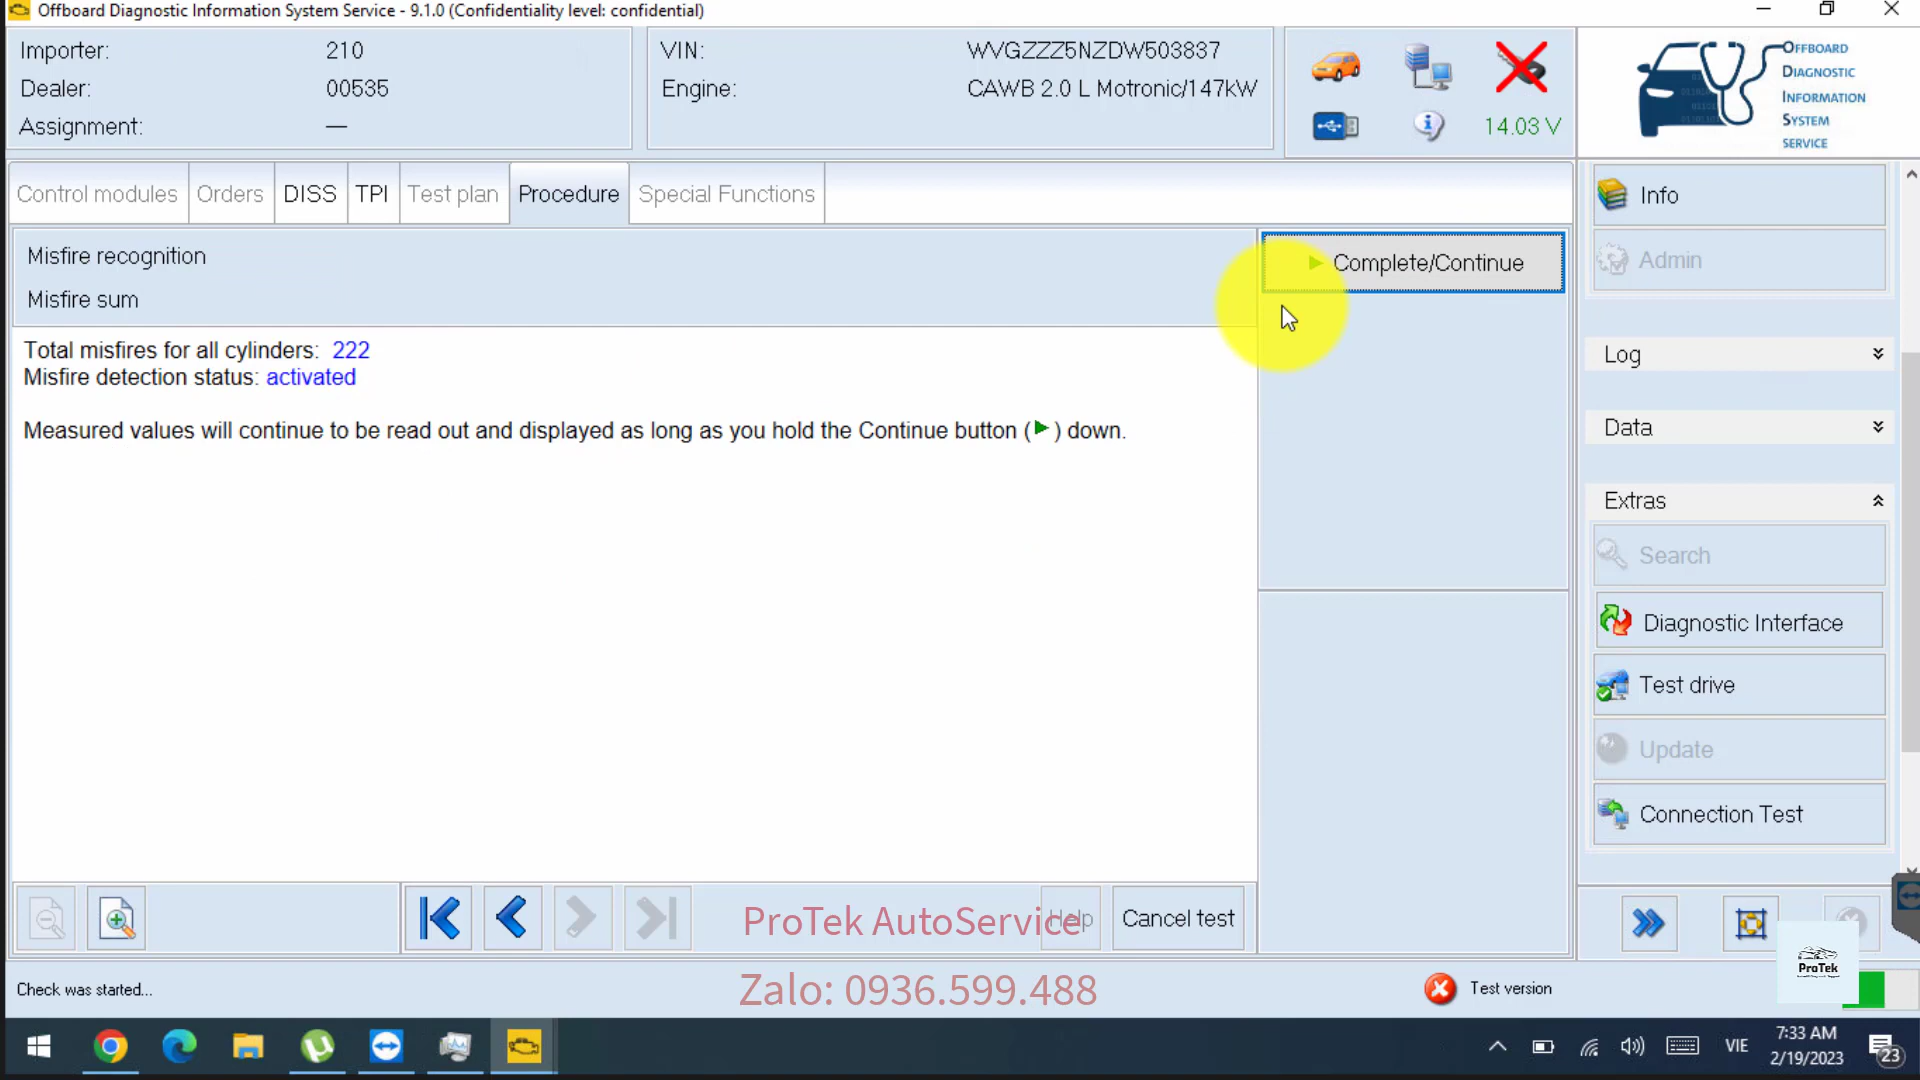 Offboard Diagnostic Information System Service - 9.1.0 (Confidentiality level: confidential)
Importer: 210
Dealer: 00535
Assignment: —
VIN: WVGZZZ5NZDW503837
Engine: CAWB 2.0 L Motronic/147kW
14.03 V
OFFBOARD
DIAGNOSTIC
INFORMATION
SYSTEM
SERVICE
Control modules Orders DISS TPI Test plan Procedure Special Functions
Misfire recognition
Misfire sum
Complete/Continue
Total misfires for all cylinders: 222
Misfire detection status: activated
Measured values will continue to be read out and displayed as long as you hold the Continue button ( ) down.
Info
Admin
Log
Data
Extras
Search
Diagnostic Interface
Test drive
Update
Connection Test
Help
Cancel test
ProTek AutoService
Zalo: 0936.599.488
ProTek
Check was started...
Test version
VIE
7:33 AM
2/19/2023
23